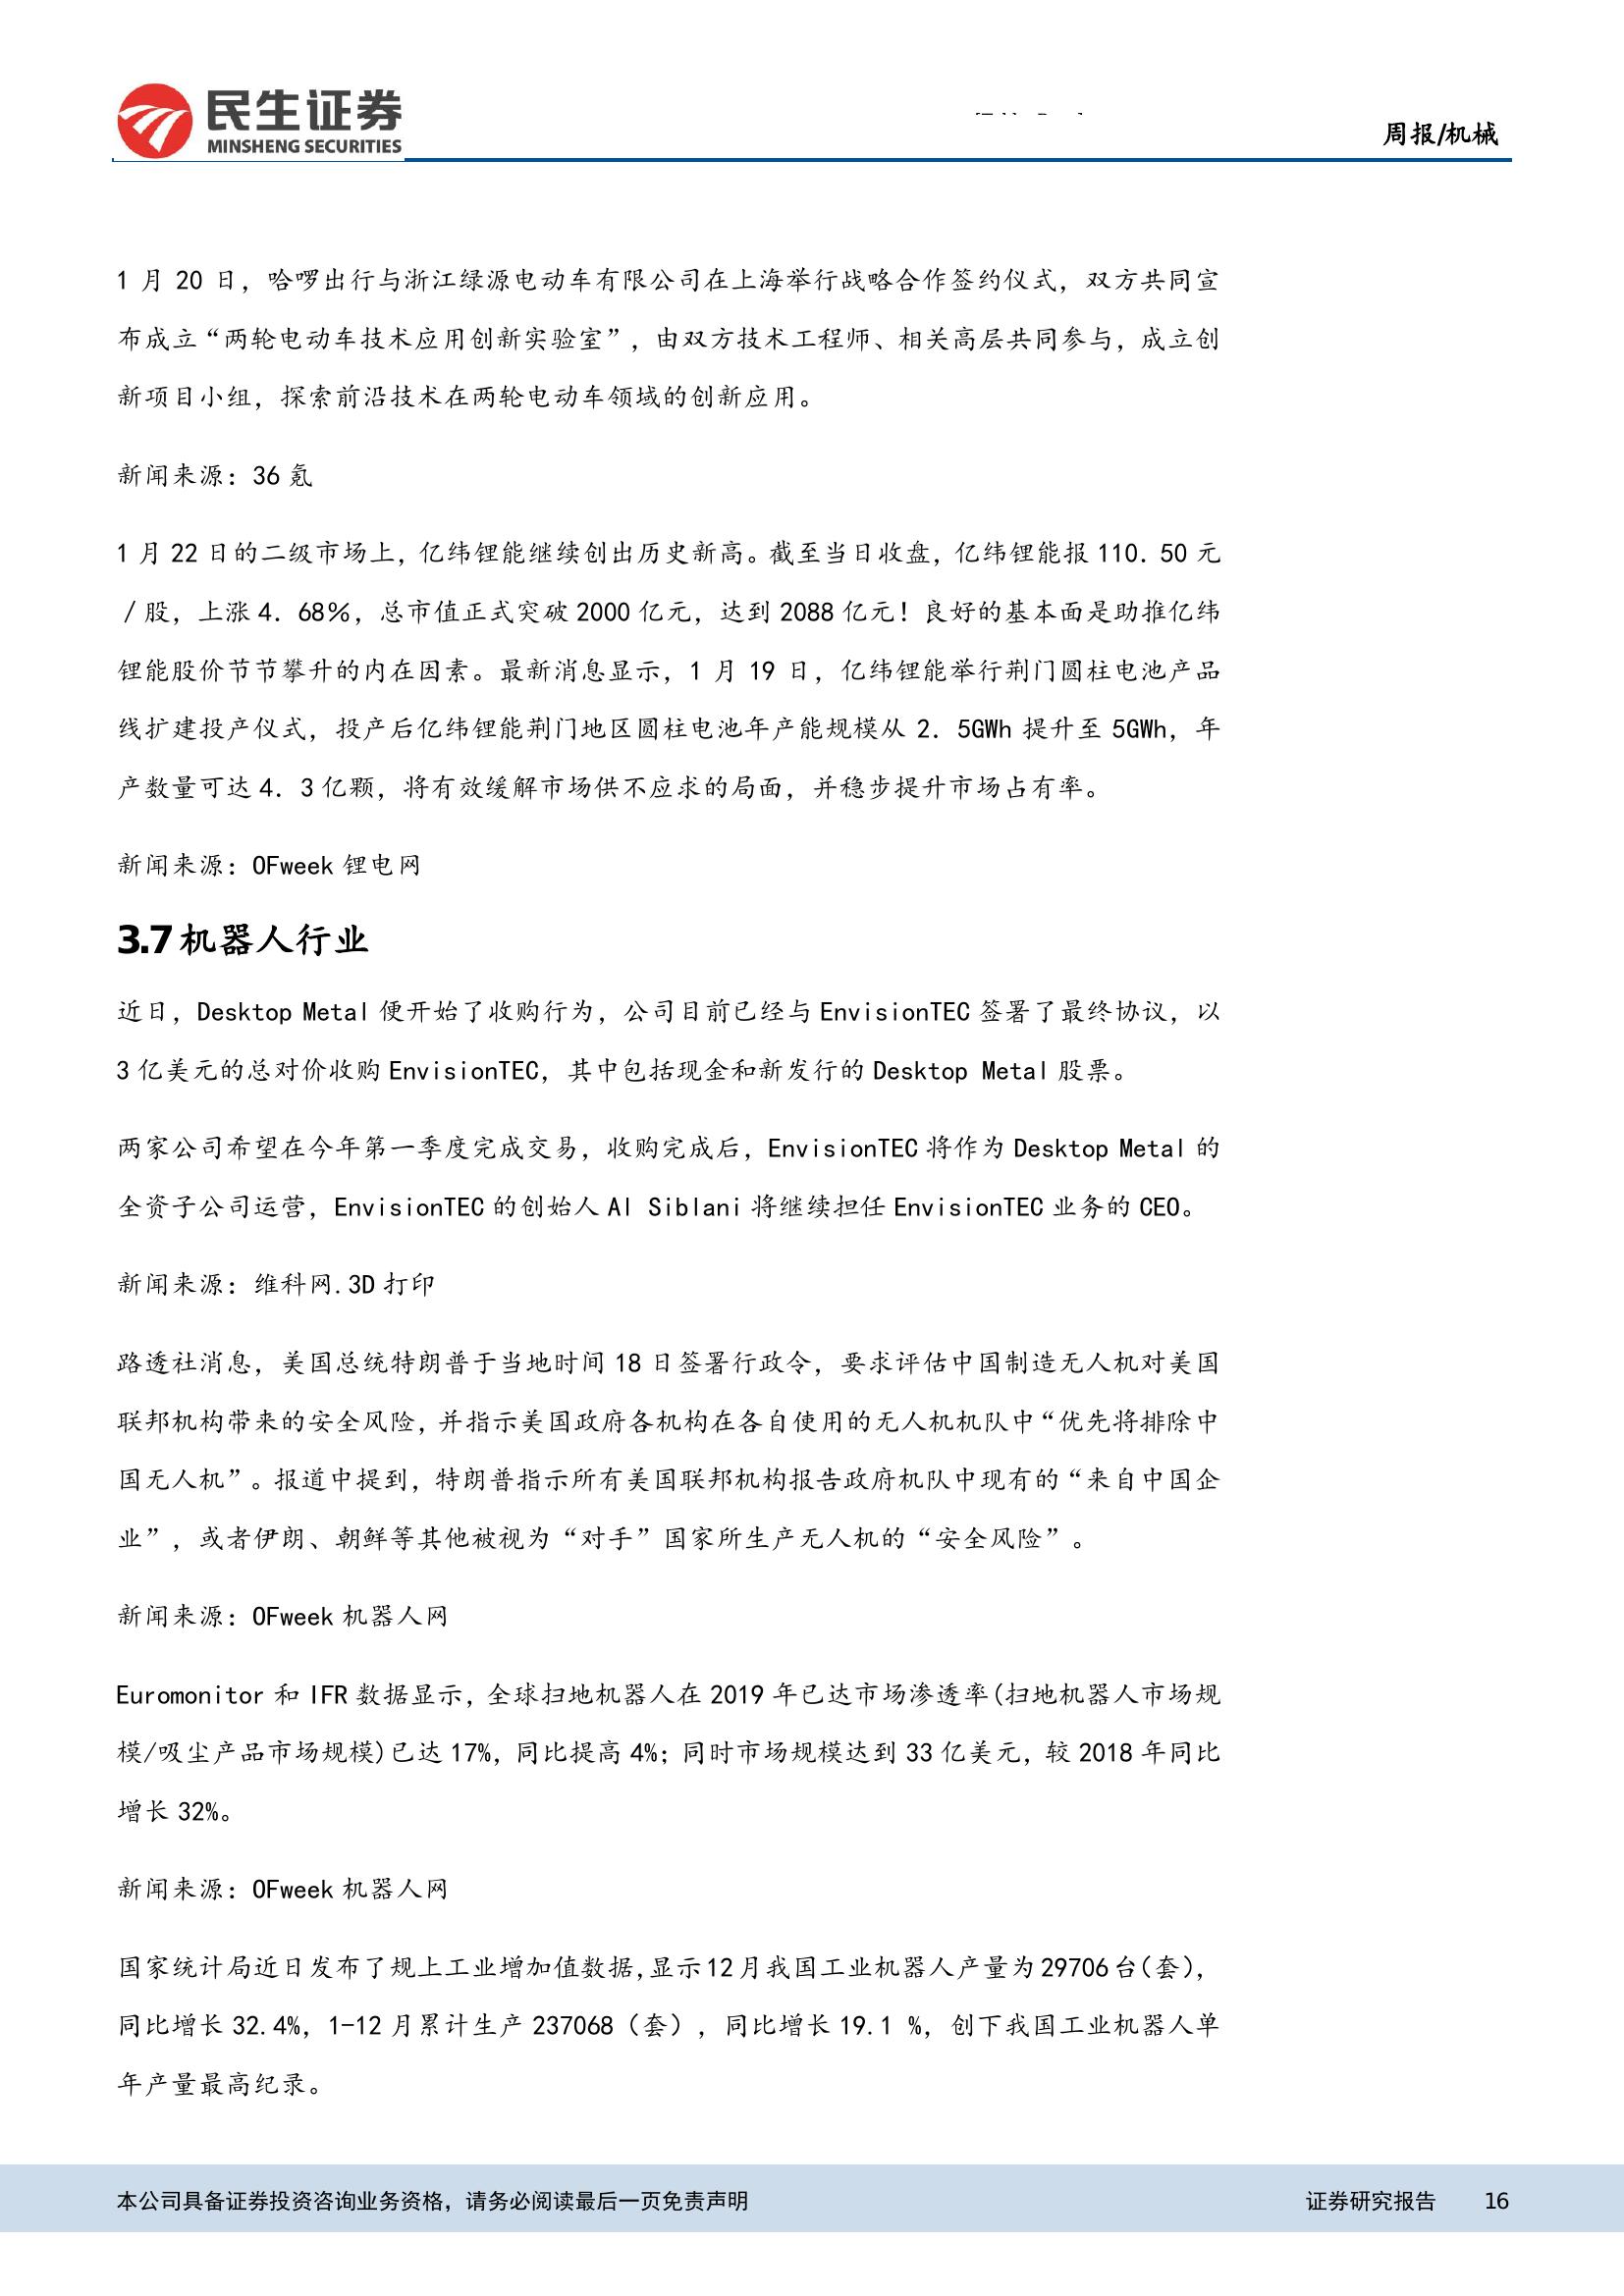 民生证券
MINSHENG SECURITIES
周报/机械
1 月 20 日，哈啰出行与浙江绿源电动车有限公司在上海举行战略合作签约仪式，双方共同宣
布成立“两轮电动车技术应用创新实验室”，由双方技术工程师、相关高层共同参与，成立创
新项目小组，探索前沿技术在两轮电动车领域的创新应用。
新闻来源：36 氪
1 月 22 日的二级市场上，亿纬锂能继续创出历史新高。截至当日收盘，亿纬锂能报 110．50 元
／股，上涨 4．68％，总市值正式突破 2000 亿元，达到 2088 亿元！良好的基本面是助推亿纬
锂能股价节节攀升的内在因素。最新消息显示，1 月 19 日，亿纬锂能举行荆门圆柱电池产品
线扩建投产仪式，投产后亿纬锂能荆门地区圆柱电池年产能规模从 2．5GWh 提升至 5GWh，年
产数量可达 4．3 亿颗，将有效缓解市场供不应求的局面，并稳步提升市场占有率。
新闻来源：OFweek 锂电网
3.7 机器人行业
近日，Desktop Metal 便开始了收购行为，公司目前已经与 EnvisionTEC 签署了最终协议，以
3 亿美元的总对价收购 EnvisionTEC，其中包括现金和新发行的 Desktop Metal 股票。
两家公司希望在今年第一季度完成交易，收购完成后，EnvisionTEC 将作为 Desktop Metal 的
全资子公司运营，EnvisionTEC 的创始人 Al Siblani 将继续担任 EnvisionTEC 业务的 CEO。
新闻来源：维科网.3D 打印
路透社消息，美国总统特朗普于当地时间 18 日签署行政令，要求评估中国制造无人机对美国
联邦机构带来的安全风险，并指示美国政府各机构在各自使用的无人机机队中“优先将排除中
国无人机”。报道中提到，特朗普指示所有美国联邦机构报告政府机队中现有的“来自中国企
业”，或者伊朗、朝鲜等其他被视为“对手”国家所生产无人机的“安全风险”。
新闻来源：OFweek 机器人网
Euromonitor 和 IFR 数据显示，全球扫地机器人在 2019 年已达市场渗透率(扫地机器人市场规
模/吸尘产品市场规模)已达 17%，同比提高 4%；同时市场规模达到 33 亿美元，较 2018 年同比
增长 32%。
新闻来源：OFweek 机器人网
国家统计局近日发布了规上工业增加值数据,显示12月我国工业机器人产量为29706台(套)，
同比增长 32.4%，1-12 月累计生产 237068（套），同比增长 19.1 %，创下我国工业机器人单
年产量最高纪录。
本公司具备证券投资咨询业务资格，请务必阅读最后一页免责声明
证券研究报告 16